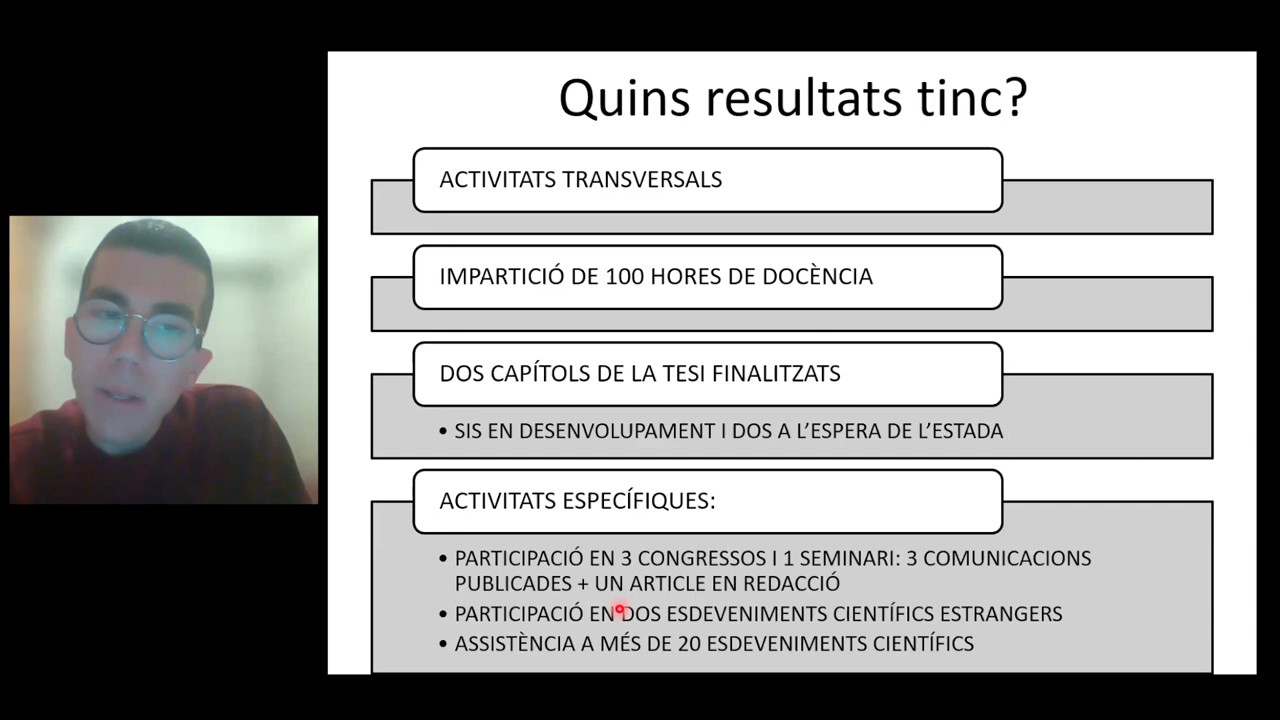 Quins resultats tinc?
ACTIVITATS TRANSVERSALS
IMPARTICIÓ DE 100 HORES DE DOCÈNCIA
DOS CAPÍTOLS DE LA TESI FINALITZATS
• SIS EN DESENVOLUPAMENT I DOS A L’ESPERA DE L’ESTADA
ACTIVITATS ESPECÍFIQUES:
• PARTICIPACIÓ EN 3 CONGRESSOS I 1 SEMINARI: 3 COMUNICACIONS
PUBLICADES + UN ARTICLE EN REDACCIÓ
• PARTICIPACIÓ EN DOS ESDEVENIMENTS CIENTÍFICS ESTRANGERS
• ASSISTÈNCIA A MÉS DE 20 ESDEVENIMENTS CIENTÍFICS